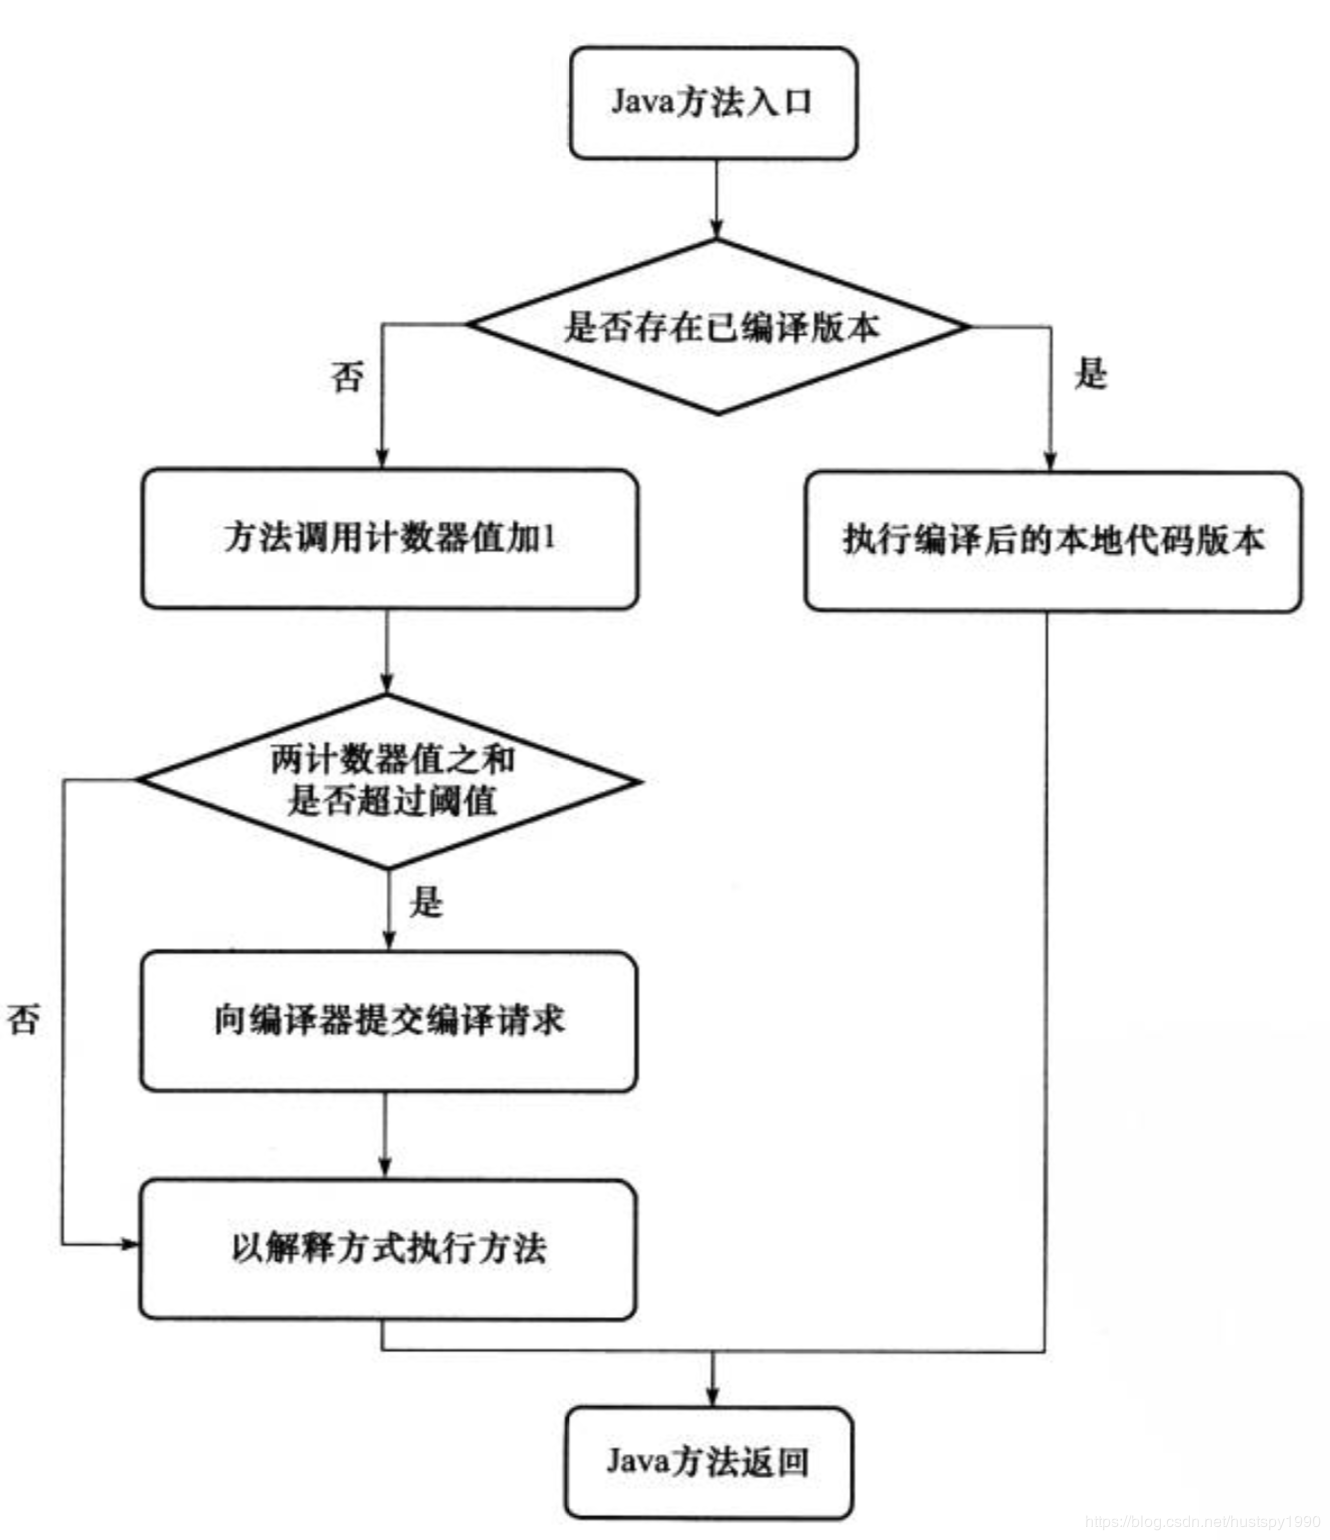 Java方法入口
是否存在已编译版本
否
是
方法调用计数器值加1
执行编译后的本地代码版本
两计数器值之和
是否超过阈值
是
否
向编译器提交编译请求
以解释方式执行方法
Java方法返回
https://blog.csdn.net/hustspy1990